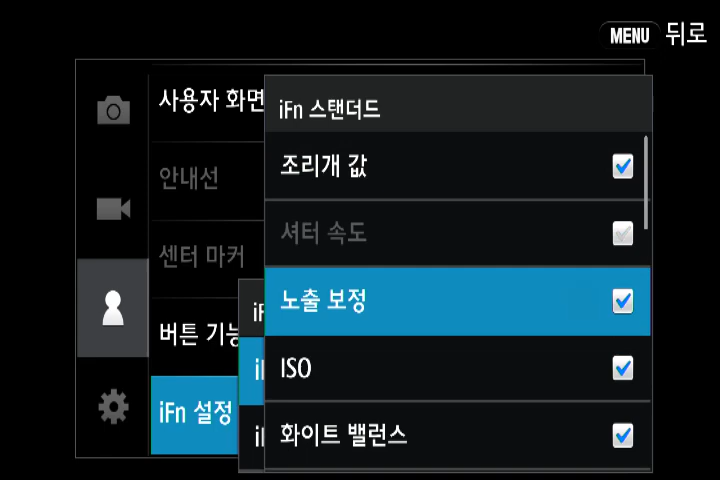 MENU 뒤로
사용자 화면
iFn 스탠더드
조리개 값
안내선
셔터 속도
센터 마커
노출 보정
버튼 기능
ISO
iFn 설정
화이트 밸런스